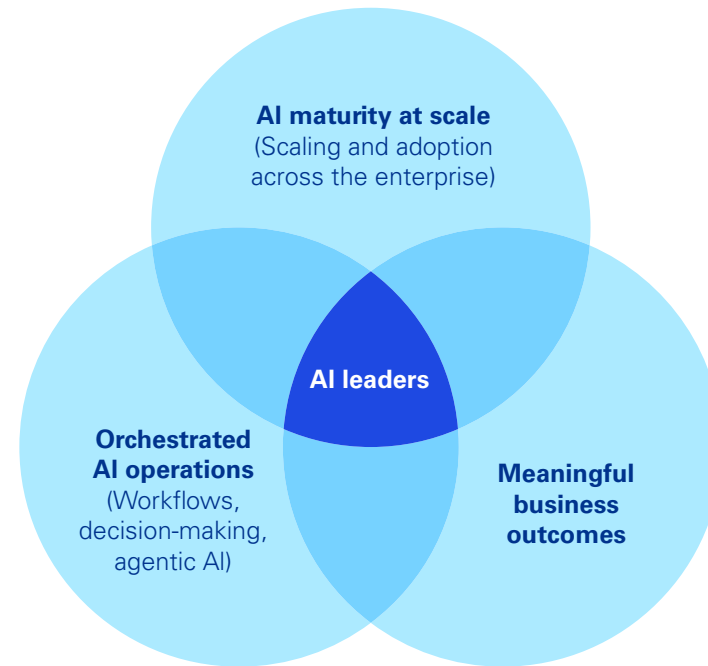 AI maturity at scale
(Scaling and adoption
across the enterprise)
AI leaders
Orchestrated
AI operations
(Workflows,
decision-making,
agentic AI)
Meaningful
business
outcomes